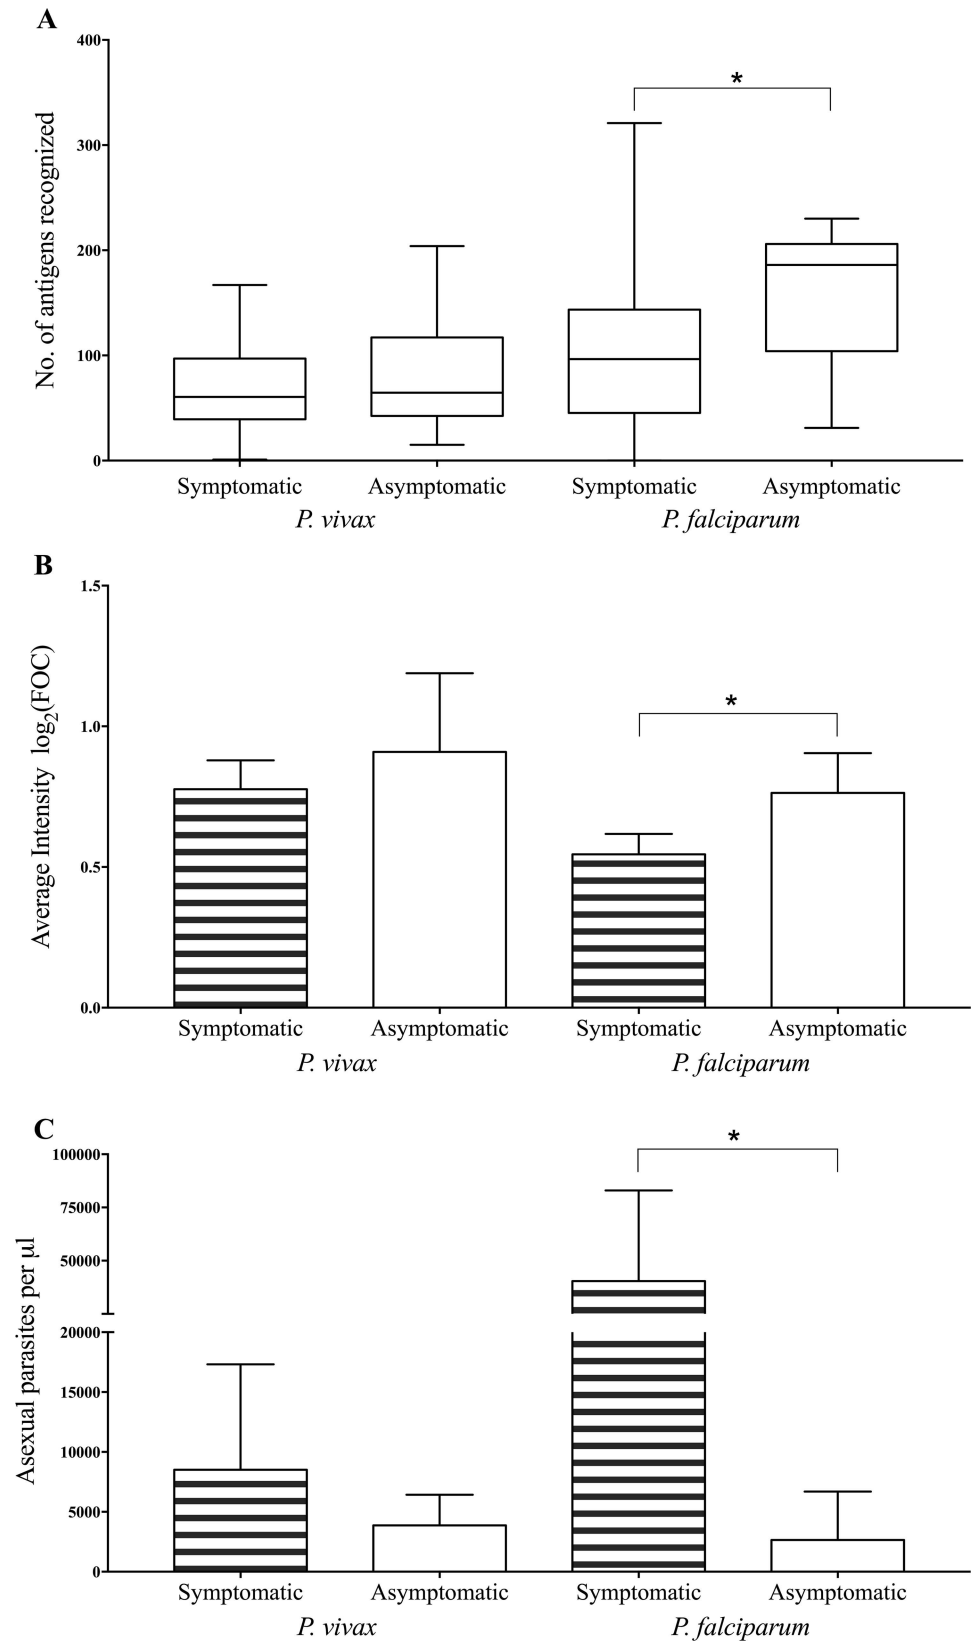 A
400
300
200
100
0
No. of antigens recognized
*
Symptomatic Asymptomatic Symptomatic Asymptomatic
P. vivax P. falciparum
B
1.5
1.0
0.5
0.0
Average Intensity log2(FOC)
*
Symptomatic Asymptomatic Symptomatic Asymptomatic
P. vivax P. falciparum
C
100000
75000
50000
20000
15000
10000
5000
0
Asexual parasites per µl
*
Symptomatic Asymptomatic Symptomatic Asymptomatic
P. vivax P. falciparum